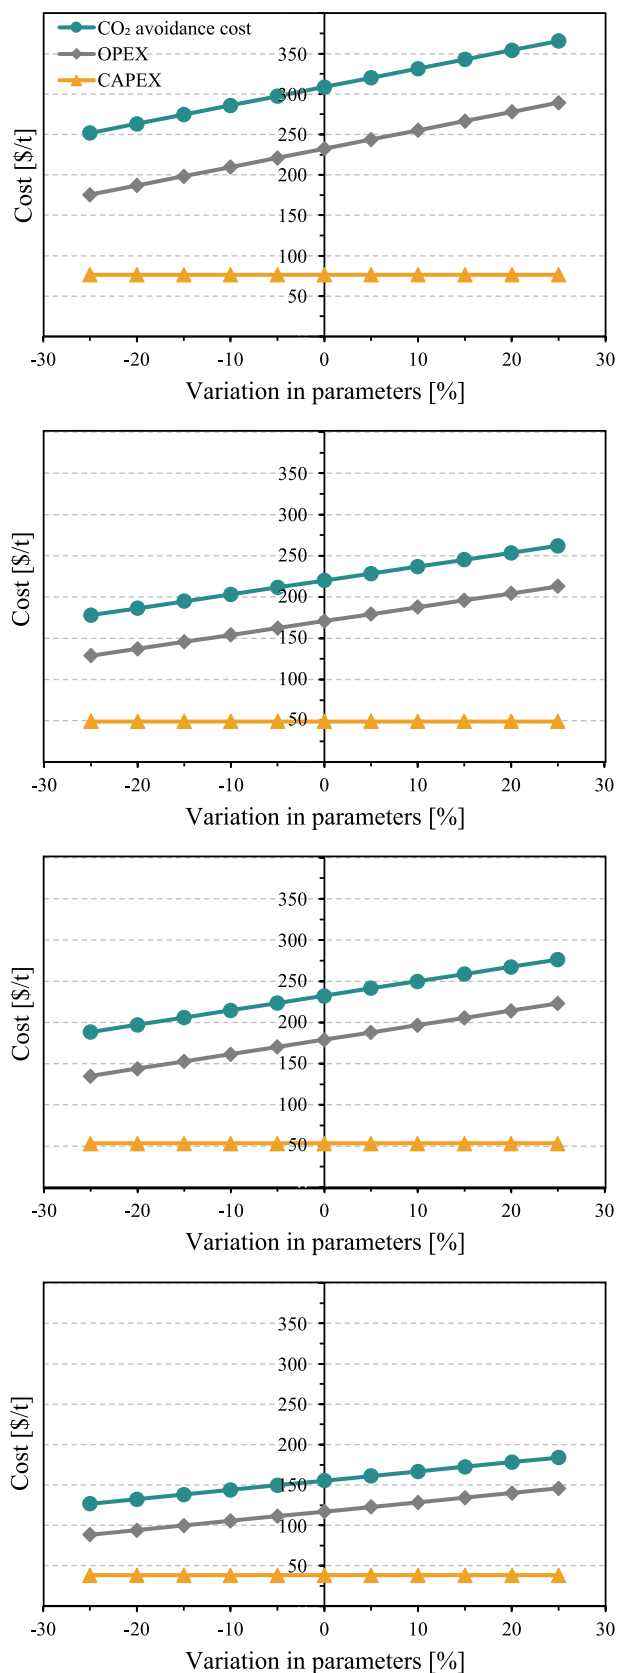 CO₂ avoidance cost
OPEX
CAPEX
350
300
250
200
150
100
50
Cost [$/t]
-30 -20 -10 0 10 20 30
Variation in parameters [%]
350
300
250
200
150
100
50
Cost [$/t]
-30 -20 -10 0 10 20 30
Variation in parameters [%]
350
300
250
200
150
100
50
Cost [$/t]
-30 -20 -10 0 10 20 30
Variation in parameters [%]
350
300
250
200
150
100
50
Cost [$/t]
-30 -20 -10 0 10 20 30
Variation in parameters [%]